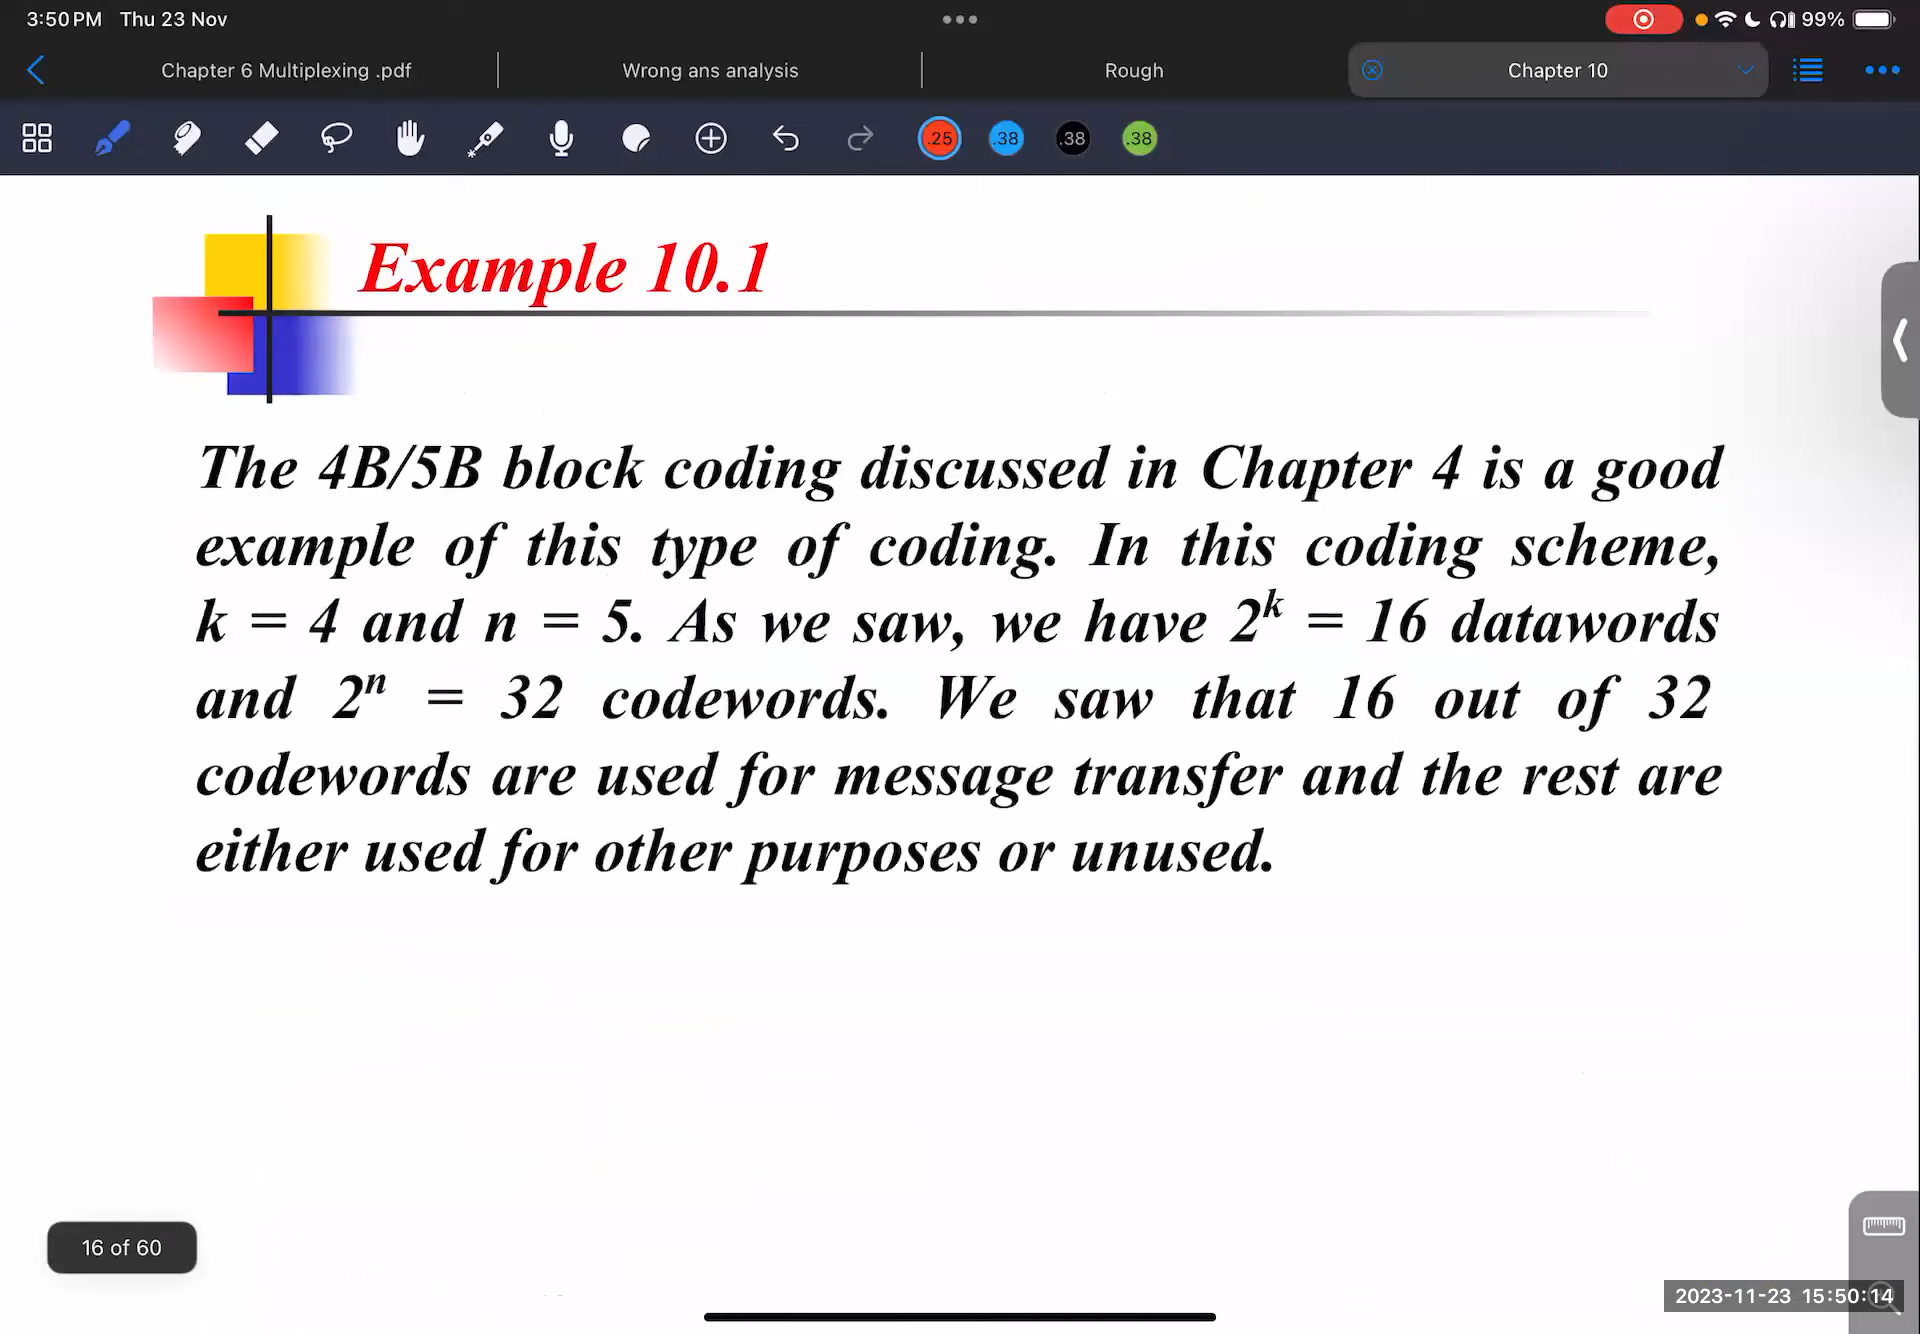 3:50 PM Thu 23 Nov
99%
Chapter 6 Multiplexing .pdf
Wrong ans analysis
Rough
Chapter 10
.25
.38
.38
.38
Example 10.1
The 4B/5B block coding discussed in Chapter 4 is a good
example of this type of coding. In this coding scheme,
k = 4 and n = 5. As we saw, we have 2ᵏ = 16 datawords
and 2ⁿ = 32 codewords. We saw that 16 out of 32
codewords are used for message transfer and the rest are
either used for other purposes or unused.
16 of 60
2023-11-23 15:50:14